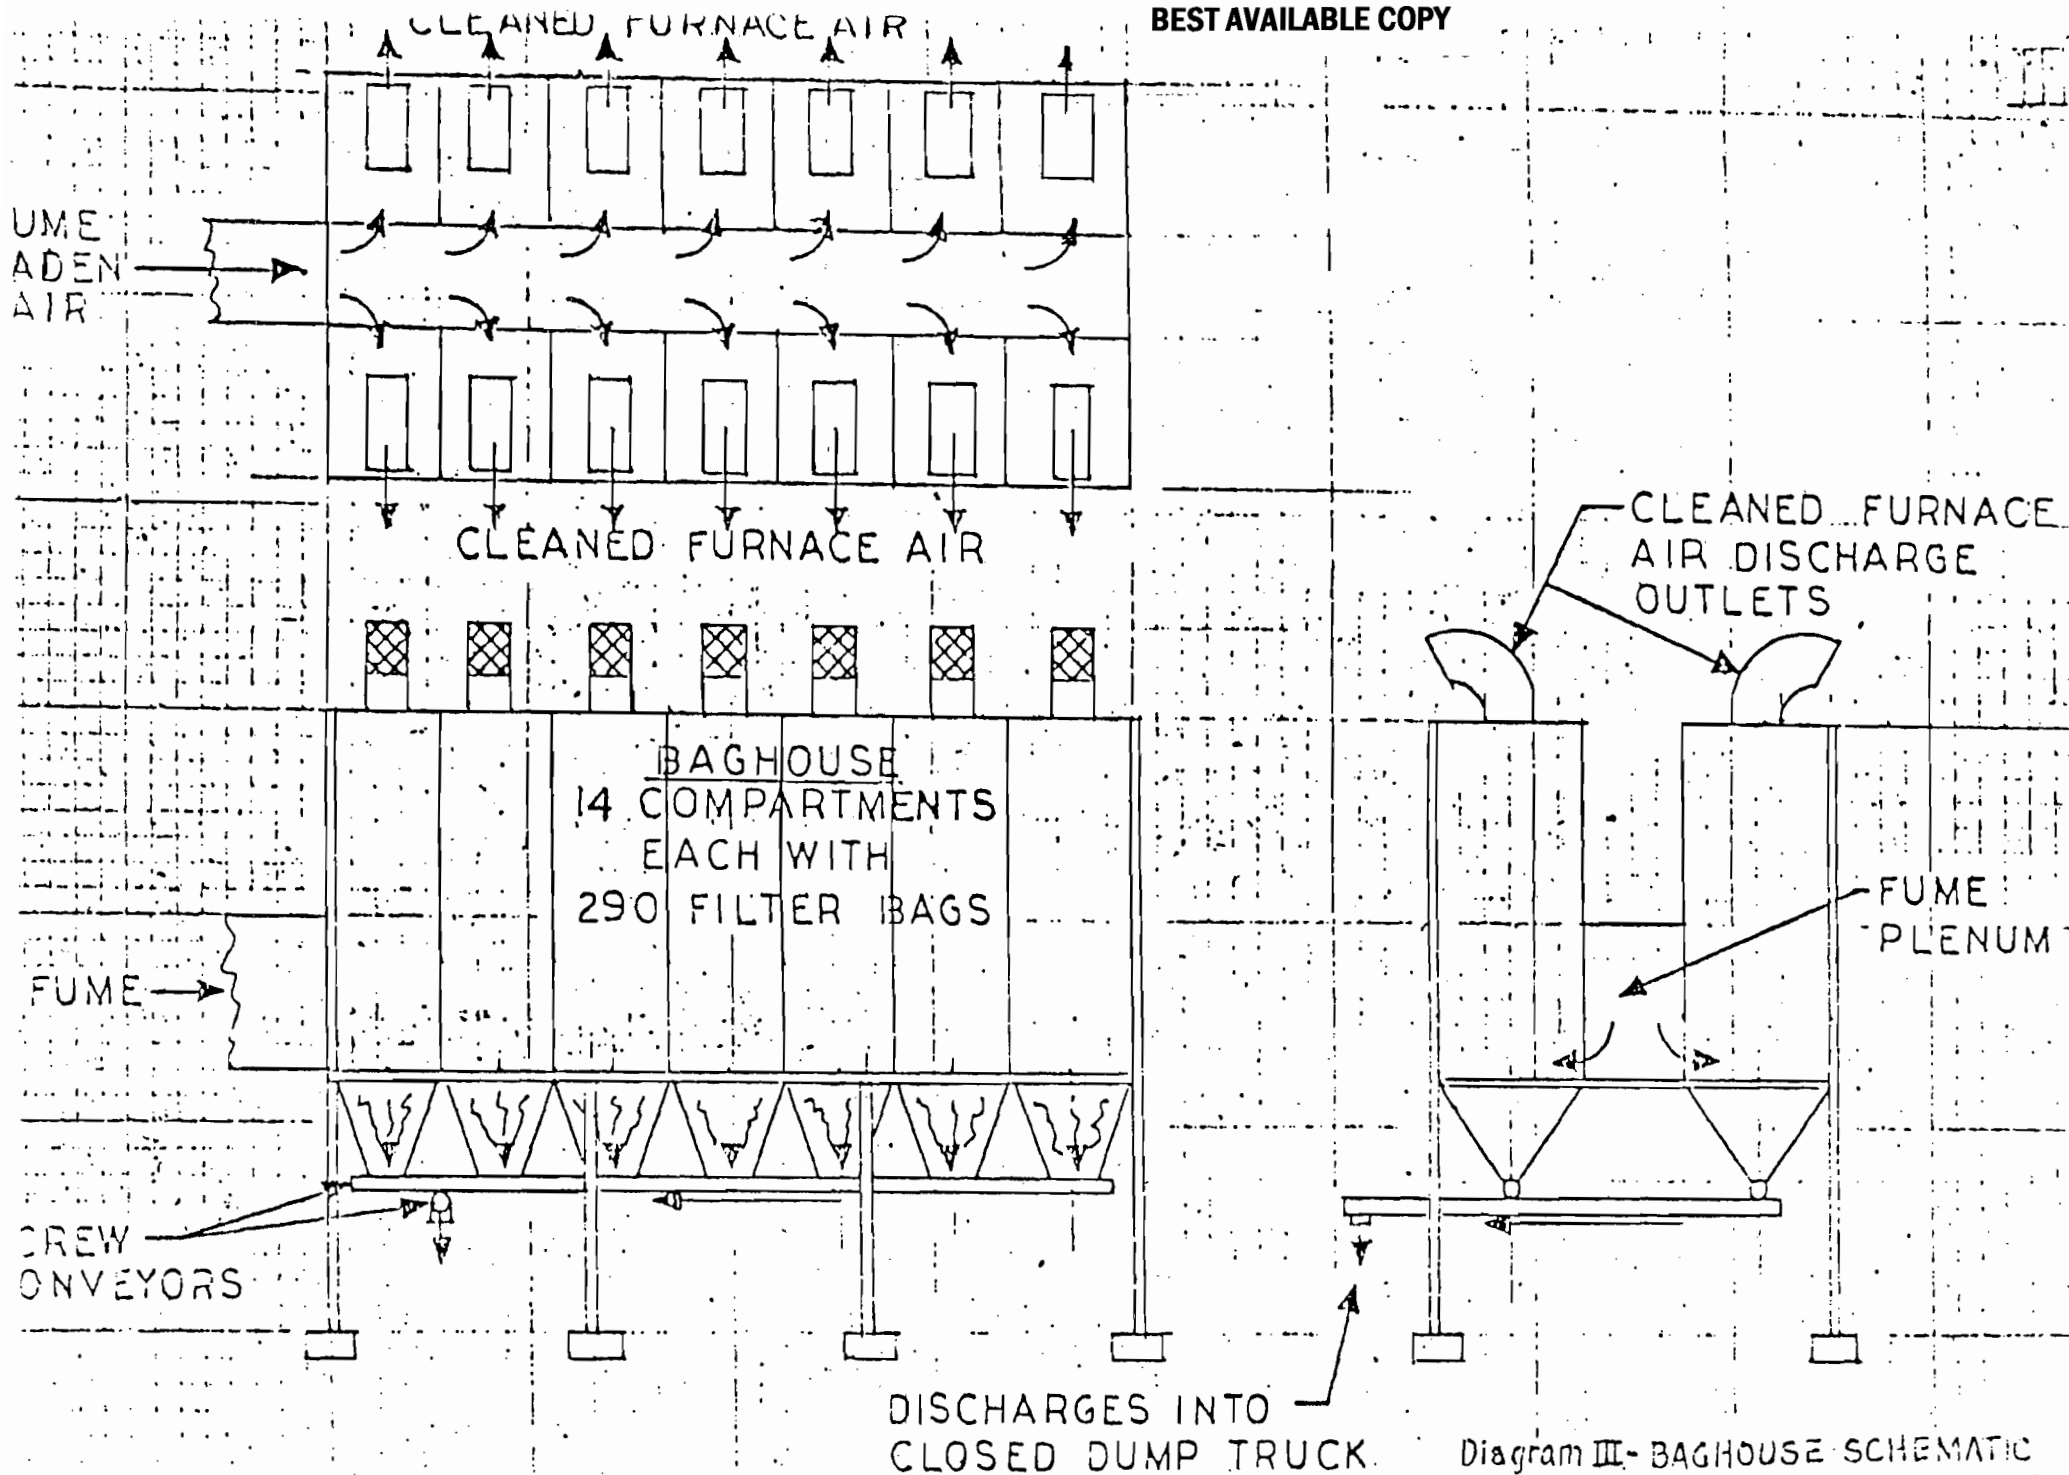 CLEANED FURNACE AIR
BEST AVAILABLE COPY
UME
ADEN
AIR
CLEANED FURNACE AIR
CLEANED FURNACE
AIR DISCHARGE
OUTLETS
BAGHOUSE
14 COMPARTMENTS
EACH WITH
290 FILTER BAGS
FUME
PLENUM
FUME
CREW
ONVEYORS
DISCHARGES INTO
CLOSED DUMP TRUCK.
Diagram III - BAGHOUSE SCHEMATIC